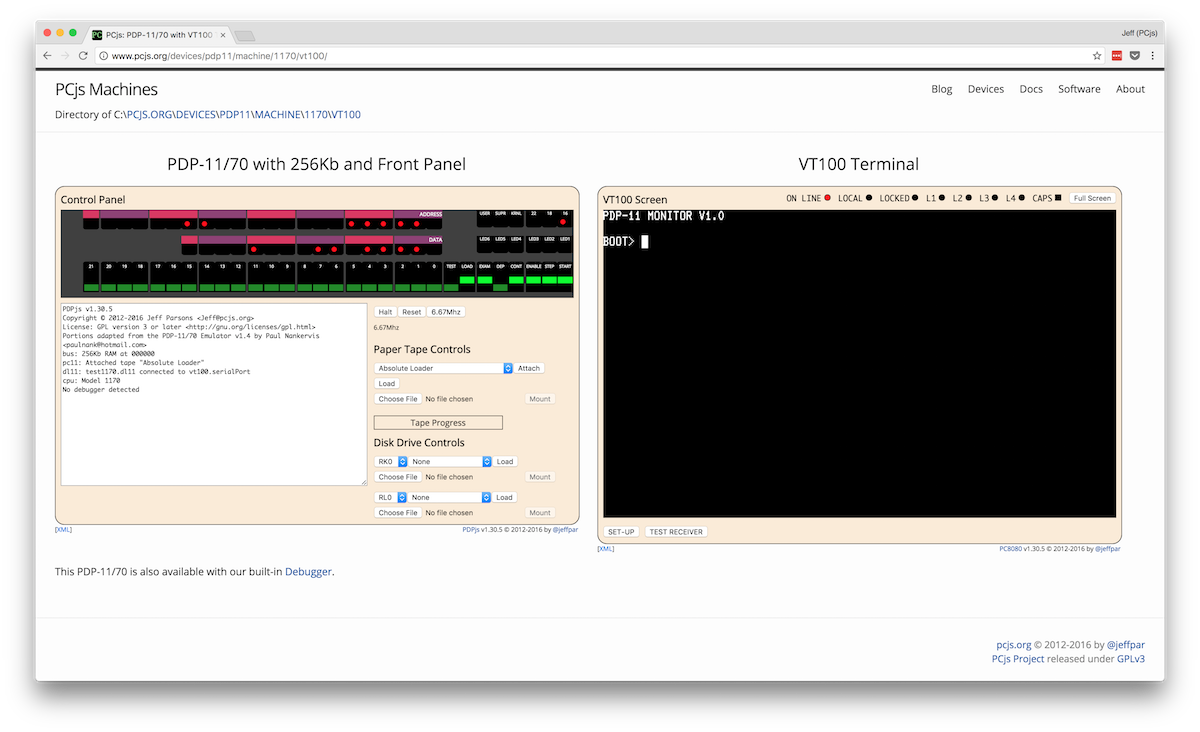 PCjs: PDP-11/70 with VT100
Jeff (PCjs)
www.pcjs.org/devices/pdp11/machine/1170/vt100/
PCjs Machines
Blog Devices Docs Software About
Directory of C:\PCJS.ORG\DEVICES\PDP11\MACHINE\1170\VT100
PDP-11/70 with 256Kb and Front Panel
Control Panel
ADDRESS
USER SUPR KRNL 22 18 16
DATA
LED6 LED5 LED4 LED3 LED2 LED1
21 20 19 18 17 16 15 14 13 12 11 10 9 8 7 6 5 4 3 2 1 0 TEST LOAD EXAM DEP CONT ENABLE STEP START
PDPjs v1.30.5
Copyright © 2012-2016 Jeff Parsons <Jeff@pcjs.org>
License: GPL version 3 or later <http://gnu.org/licenses/gpl.html>
Portions adapted from the PDP-11/70 Emulator v1.4 by Paul Nankervis
<paulnank@hotmail.com>
bus: 256Kb RAM at 000000
pc11: Attached tape "Absolute Loader"
dl11: test1170.dl11 connected to vt100.serialPort
cpu: Model 1170
No debugger detected
Halt Reset 6.67Mhz
6.67Mhz
Paper Tape Controls
Absolute Loader Attach
Load
Choose File No file chosen Mount
Tape Progress
Disk Drive Controls
RK0 None Load
Choose File No file chosen Mount
RL0 None Load
Choose File No file chosen Mount
[XML] PDPjs v1.30.5 © 2012-2016 by @jeffpar
VT100 Terminal
VT100 Screen ON LINE LOCAL LOCKED L1 L2 L3 L4 CAPS Full Screen
PDP-11 MONITOR V1.0
BOOT>
SET-UP TEST RECEIVER
[XML] PC8080 v1.30.5 © 2012-2016 by @jeffpar
This PDP-11/70 is also available with our built-in Debugger.
pcjs.org © 2012-2016 by @jeffpar
PCjs Project released under GPLv3